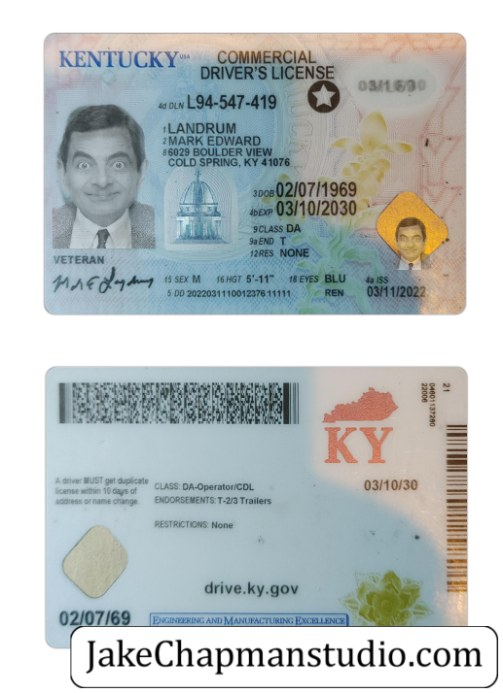 KENTUCKY USA
COMMERCIAL
DRIVER'S LICENSE
4d DLN L94-547-419
1 LANDRUM
2 MARK EDWARD
8 6029 BOULDER VIEW
COLD SPRING, KY 41076
3 DOB 02/07/1969
4b EXP 03/10/2030
9 CLASS DA
9a END T
12 RES NONE
VETERAN
15 SEX M 16 HGT 5'-11" 18 EYES BLU 4a ISS
5 DD 2022031110012376 11111 REN 03/11/2022
21
04001137280
22006
KY
03/10/30
A driver MUST get duplicate
license within 10 days of
address or name change.
CLASS: DA-Operator/CDL
ENDORSEMENTS: T-2/3 Trailers
RESTRICTIONS: None
drive.ky.gov
02/07/69
ENGINEERING AND MANUFACTURING EXCELLENCE
JakeChapmanstudio.com